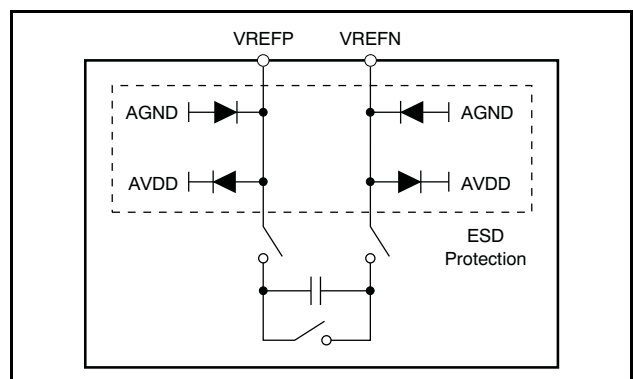 VREFP VREFN
AGND AGND
AVDD AVDD
ESD
Protection